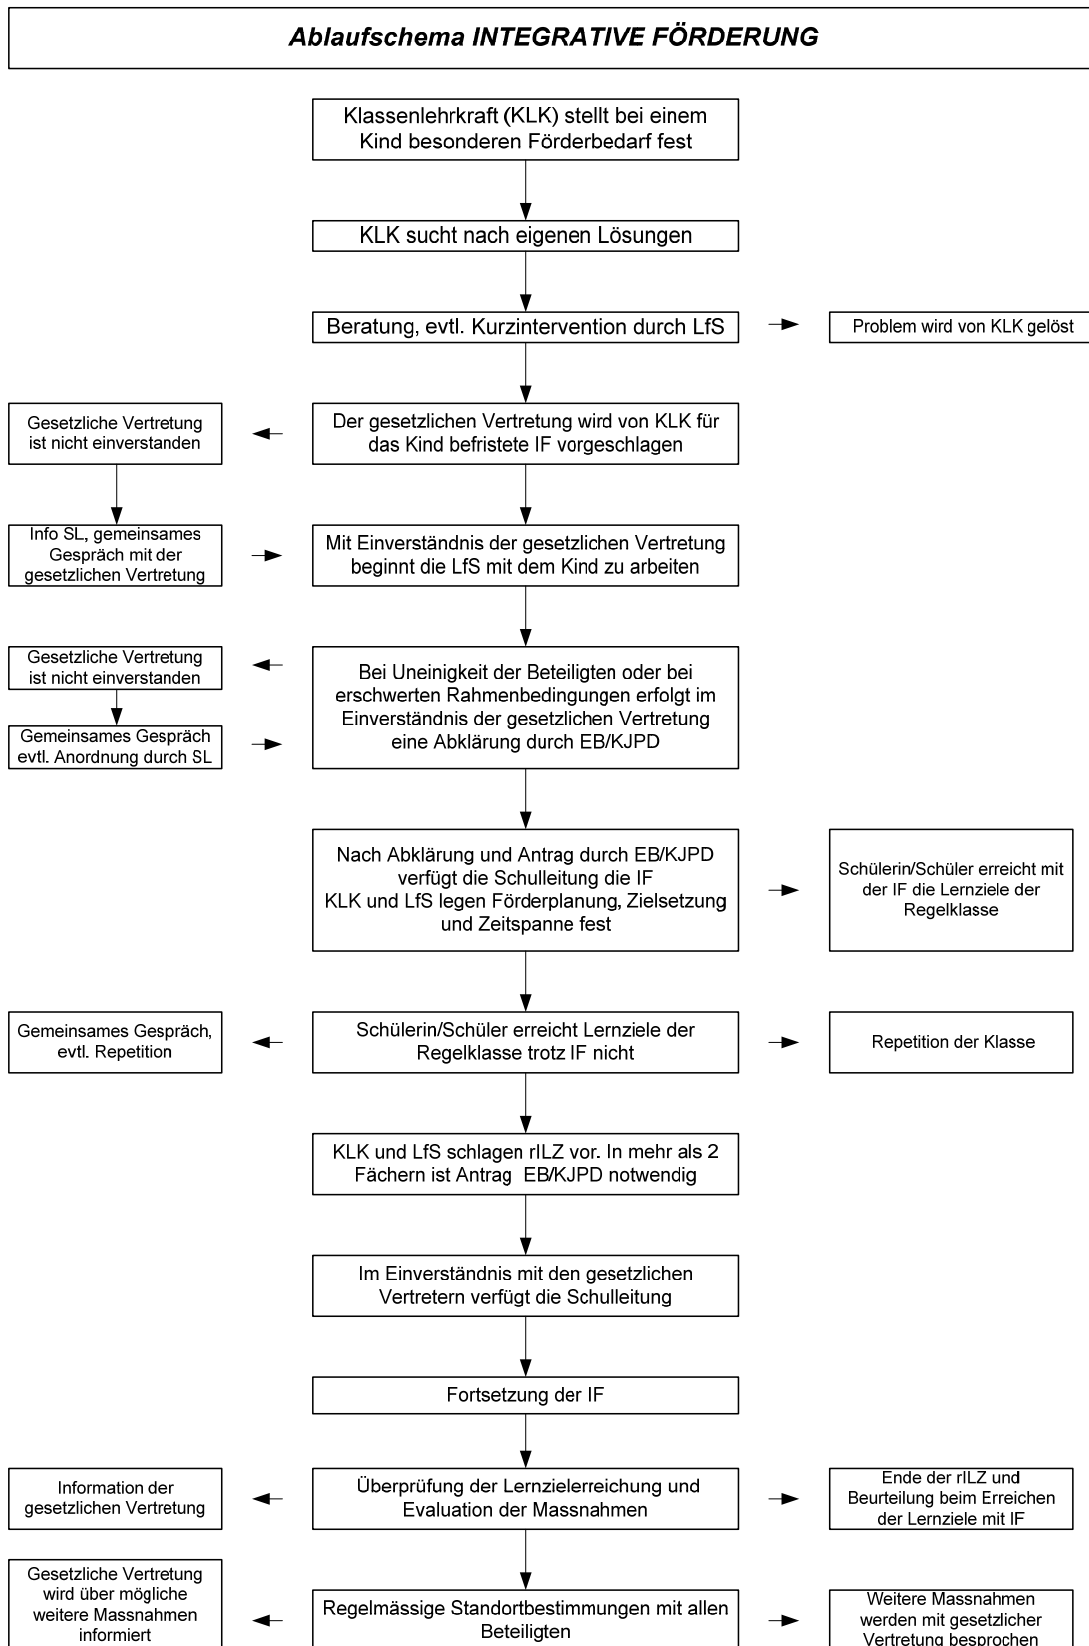 Ablaufschema INTEGRATIVE FÖRDERUNG
Klassenlehrkraft (KLK) stellt bei einem
Kind besonderen Förderbedarf fest
KLK sucht nach eigenen Lösungen
Beratung, evtl. Kurzintervention durch LfS
Problem wird von KLK gelöst
Gesetzliche Vertretung
ist nicht einverstanden
Der gesetzlichen Vertretung wird von KLK für
das Kind befristete IF vorgeschlagen
Info SL, gemeinsames
Gespräch mit der
gesetzlichen Vertretung
Mit Einverständnis der gesetzlichen Vertretung
beginnt die LfS mit dem Kind zu arbeiten
Gesetzliche Vertretung
ist nicht einverstanden
Gemeinsames Gespräch
evtl. Anordnung durch SL
Bei Uneinigkeit der Beteiligten oder bei
erschwerten Rahmenbedingungen erfolgt im
Einverständnis der gesetzlichen Vertretung
eine Abklärung durch EB/KJPD
Nach Abklärung und Antrag durch EB/KJPD
verfügt die Schulleitung die IF
KLK und LfS legen Förderplanung, Zielsetzung
und Zeitspanne fest
Schülerin/Schüler erreicht mit
der IF die Lernziele der
Regelklasse
Gemeinsames Gespräch,
evtl. Repetition
Schülerin/Schüler erreicht Lernziele der
Regelklasse trotz IF nicht
Repetition der Klasse
KLK und LfS schlagen rILZ vor. In mehr als 2
Fächern ist Antrag EB/KJPD notwendig
Im Einverständnis mit den gesetzlichen
Vertretern verfügt die Schulleitung
Fortsetzung der IF
Information der
gesetzlichen Vertretung
Überprüfung der Lernzielerreichung und
Evaluation der Massnahmen
Ende der rILZ und
Beurteilung beim Erreichen
der Lernziele mit IF
Gesetzliche Vertretung
wird über mögliche
weitere Massnahmen
informiert
Regelmässige Standortbestimmungen mit allen
Beteiligten
Weitere Massnahmen
werden mit gesetzlicher
Vertretung besprochen